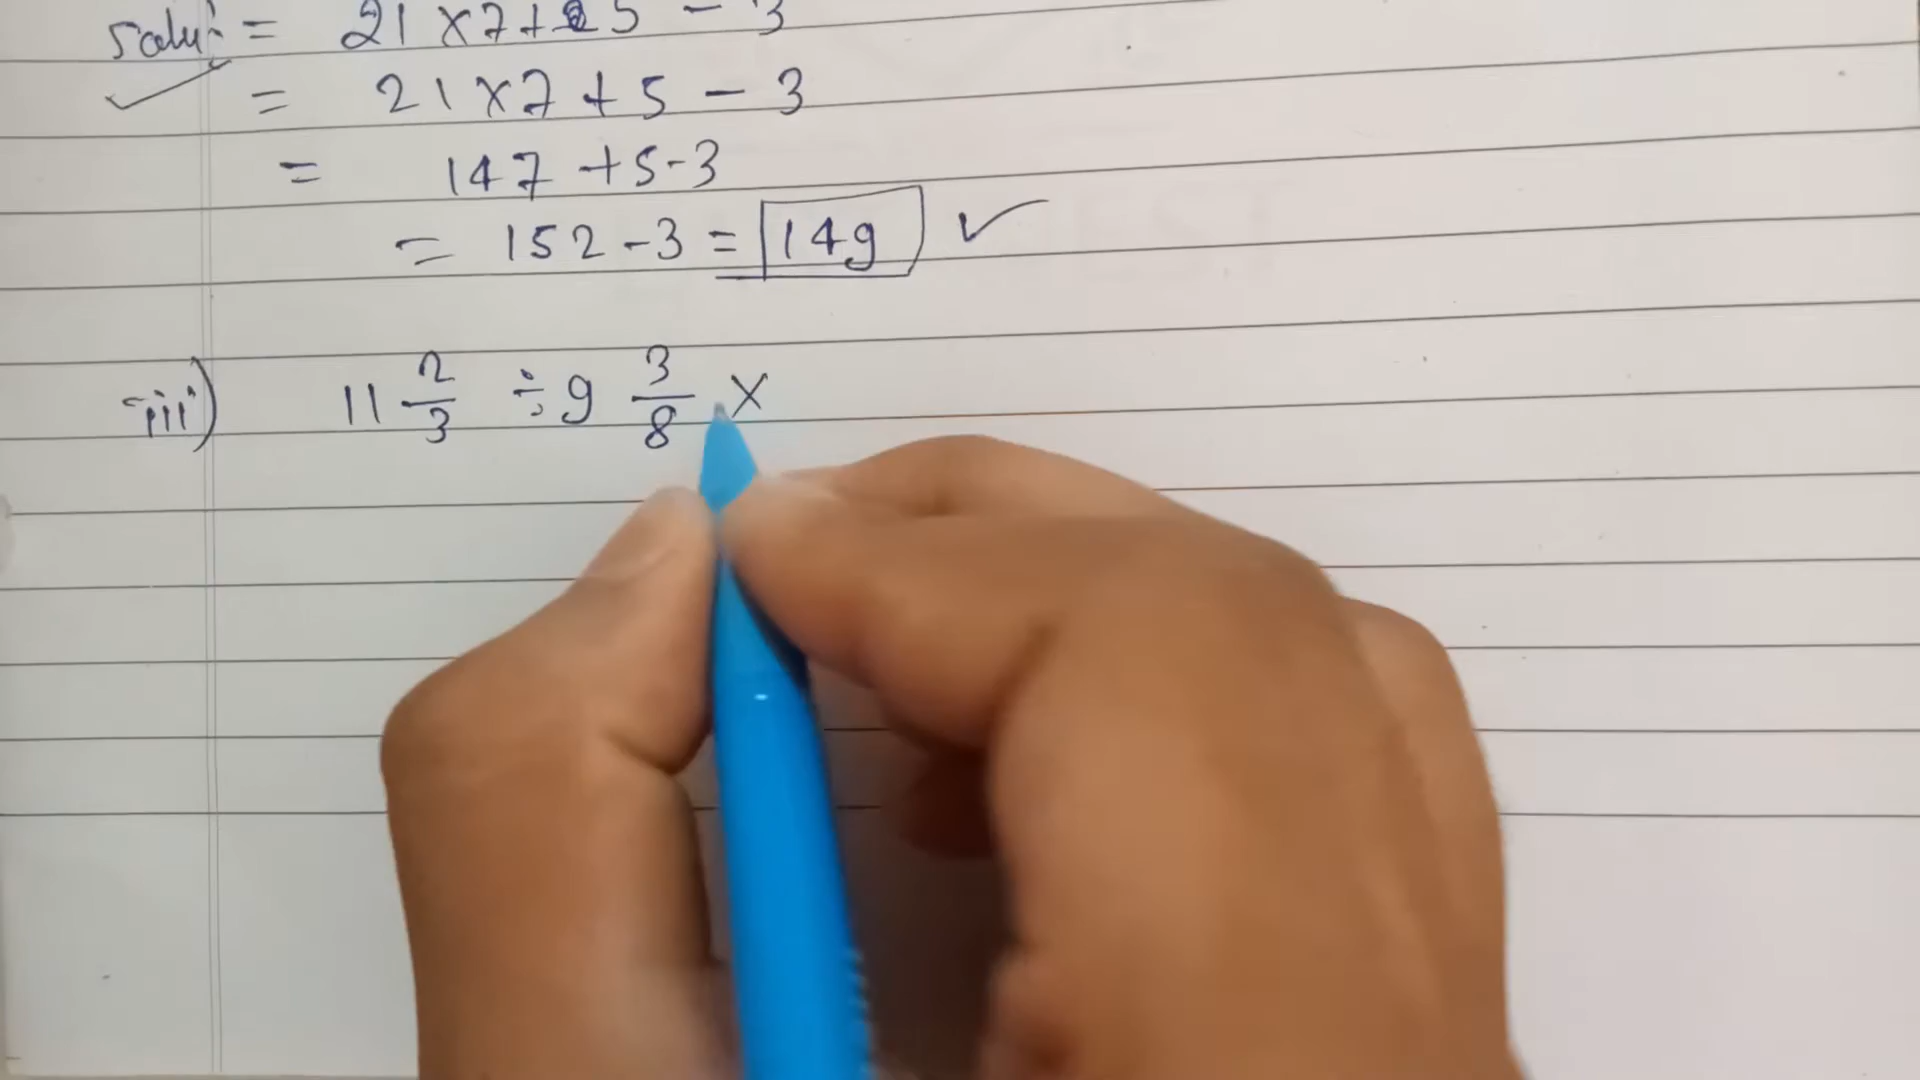 solu: = 21 x 7 + 5 - 3
= 21 x 7 + 5 - 3
= 147 + 5 - 3
= 152 - 3 = 149 ✓
iii) 11 2/3 ÷ 9 3/8 x